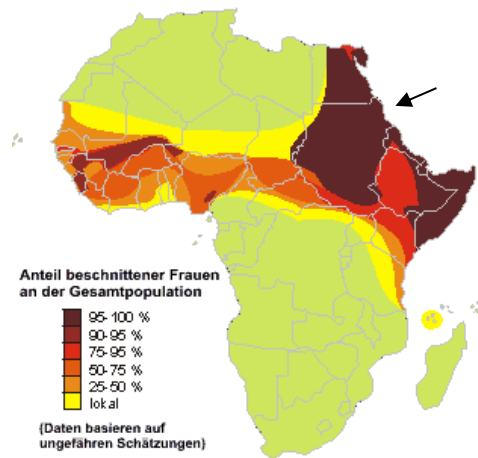 Anteil beschnittener Frauen
an der Gesamtpopulation
95-100 %
90-95 %
75-95 %
50-75 %
25-50 %
lokal
(Daten basieren auf
ungefähren Schätzungen)